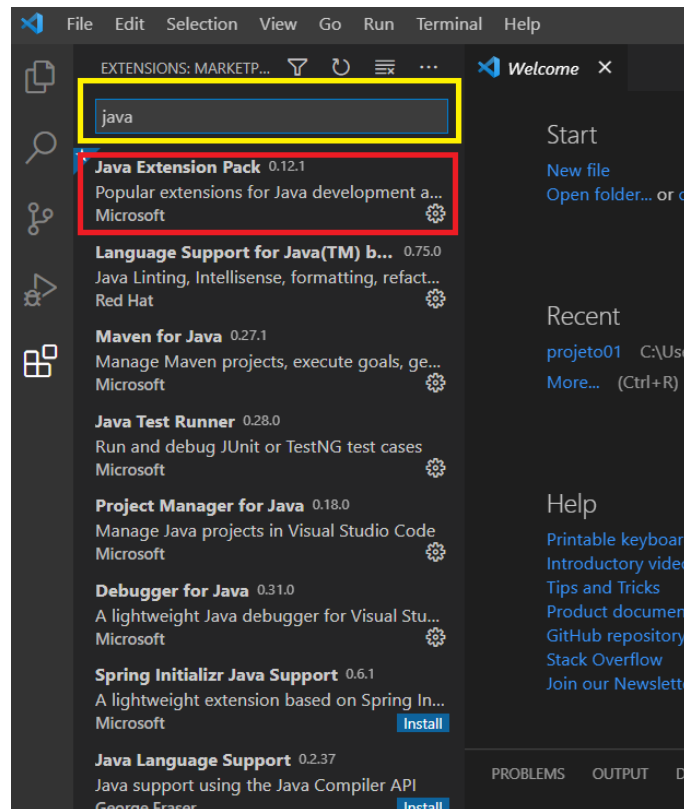 File Edit Selection View Go Run Terminal Help
EXTENSIONS: MARKETP...
Welcome
java
Java Extension Pack 0.12.1
Popular extensions for Java development a...
Microsoft
Language Support for Java(TM) b... 0.75.0
Java Linting, Intellisense, formatting, refact...
Red Hat
Maven for Java 0.27.1
Manage Maven projects, execute goals, ge...
Microsoft
Java Test Runner 0.28.0
Run and debug JUnit or TestNG test cases
Microsoft
Project Manager for Java 0.18.0
Manage Java projects in Visual Studio Code
Microsoft
Debugger for Java 0.31.0
A lightweight Java debugger for Visual Stu...
Microsoft
Spring Initializr Java Support 0.6.1
A lightweight extension based on Spring In...
Microsoft Install
Java Language Support 0.2.37
Java support using the Java Compiler API
George Fraser Install
Start
New file
Open folder... or
Recent
projeto01 C:\Us
More... (Ctrl+R)
Help
Printable keyboar
Introductory vide
Tips and Tricks
Product documen
GitHub repository
Stack Overflow
Join our Newslett
PROBLEMS OUTPUT D